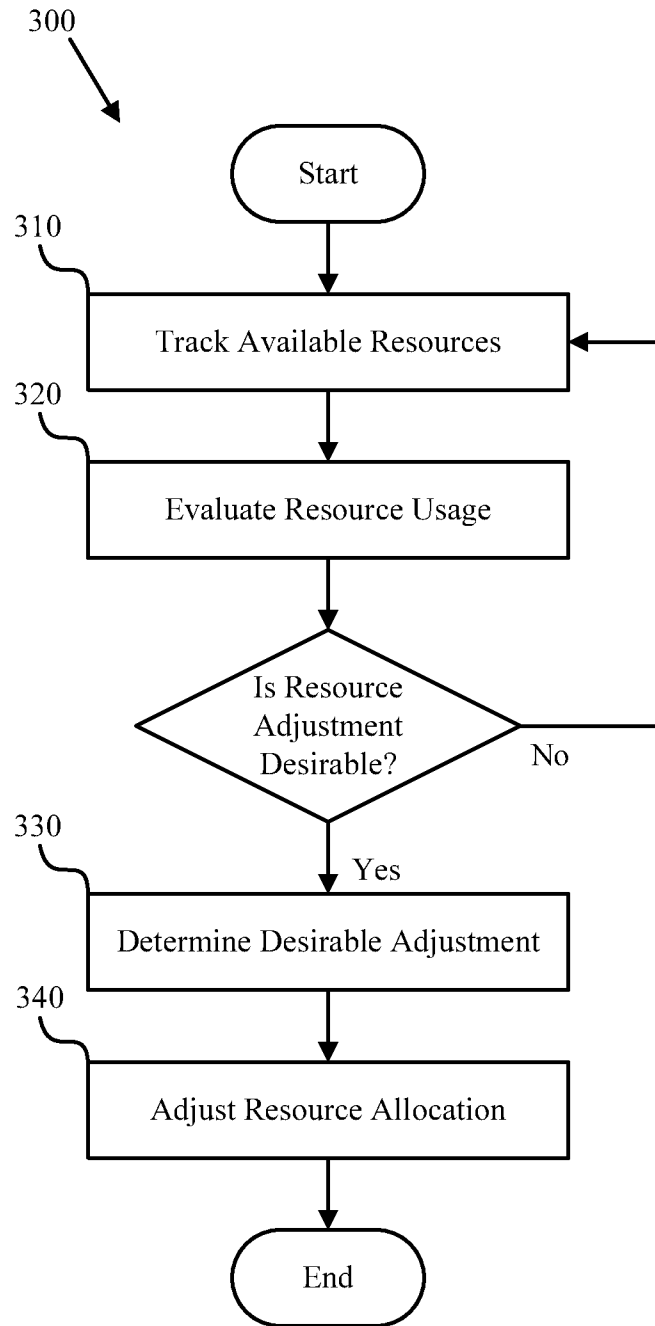 300
Start
310
Track Available Resources
320
Evaluate Resource Usage
Is Resource
Adjustment
Desirable?
No
Yes
330
Determine Desirable Adjustment
340
Adjust Resource Allocation
End